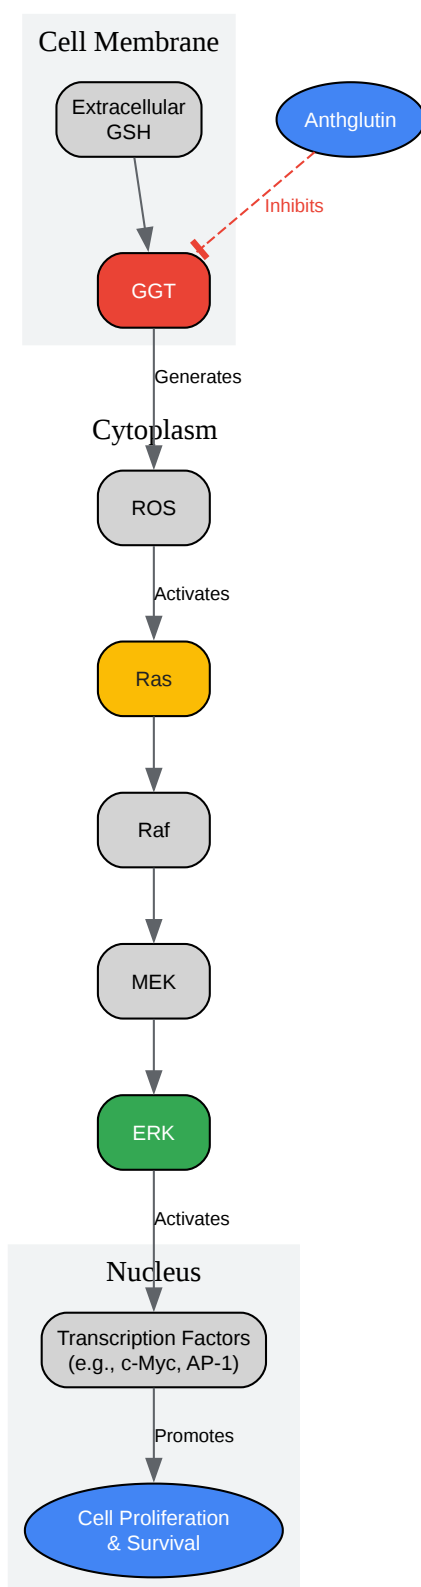 Cell Membrane
Extracellular
GSH
Anthglutin
Inhibits
GGT
Generates
Cytoplasm
ROS
Activates
Ras
Raf
MEK
ERK
Activates
Nucleus
Transcription Factors
(e.g., c-Myc, AP-1)
Promotes
Cell Proliferation
& Survival